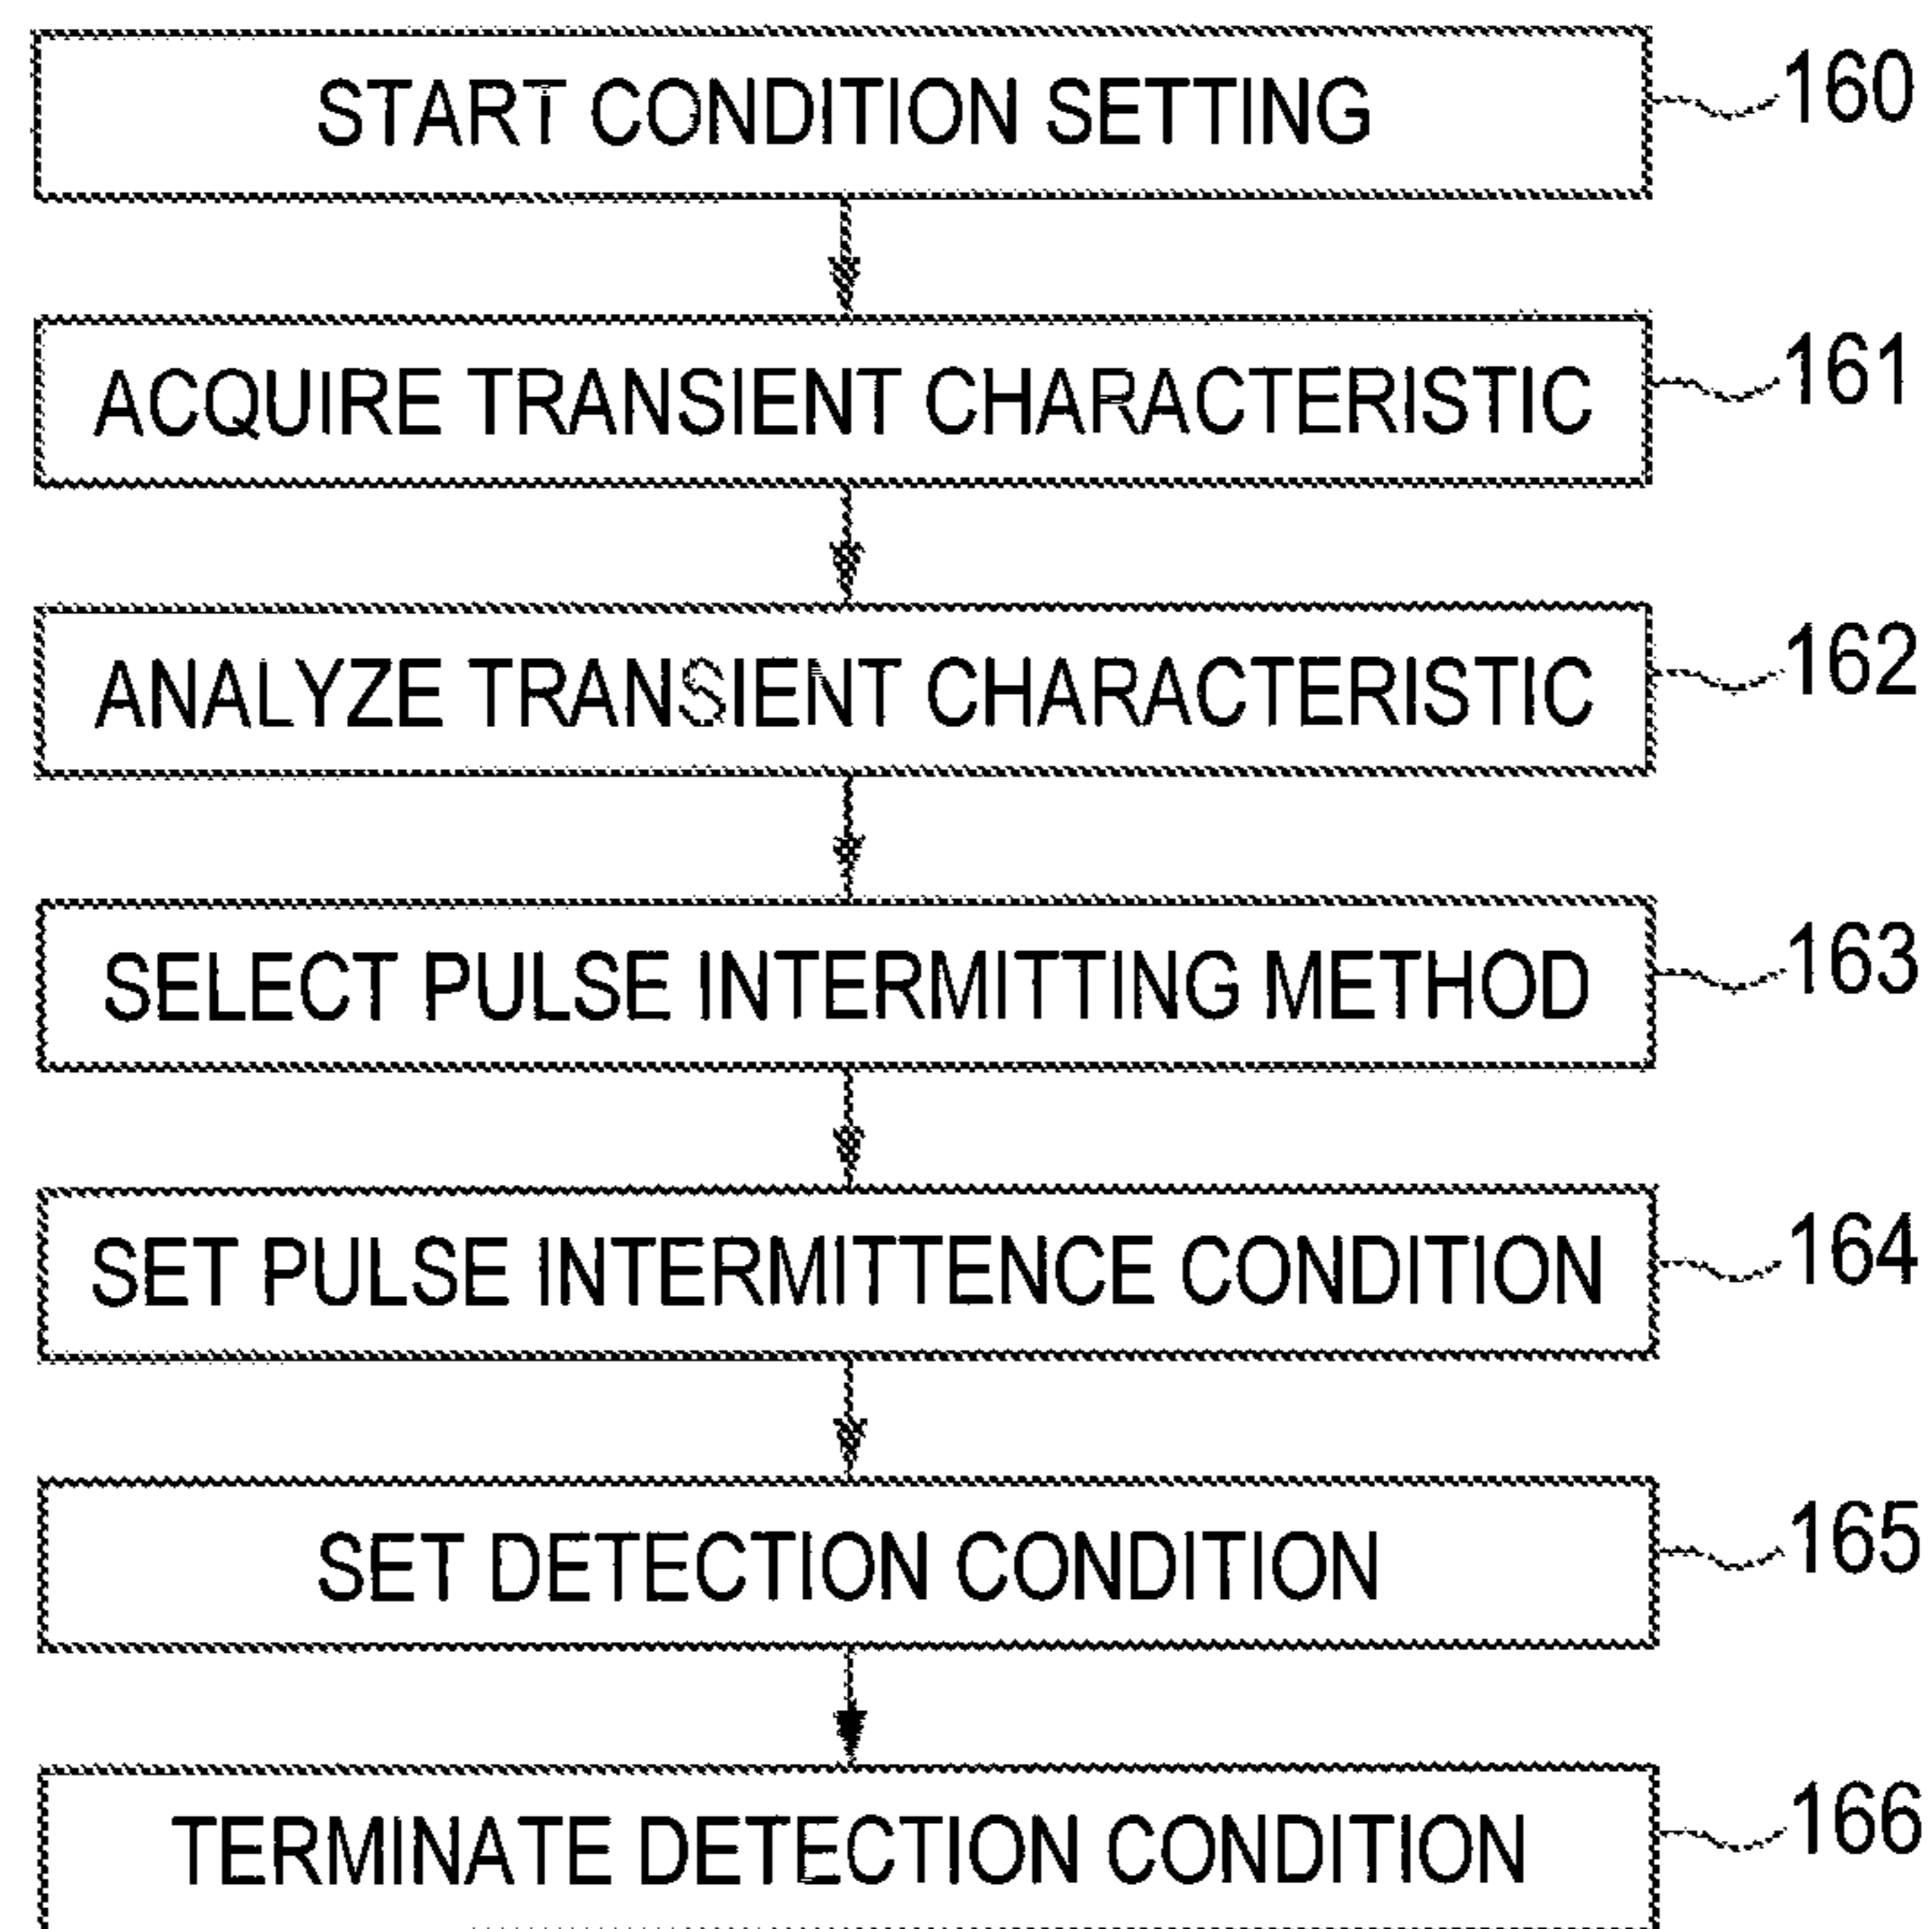 START CONDITION SETTING 160
ACQUIRE TRANSIENT CHARACTERISTIC 161
ANALYZE TRANSIENT CHARACTERISTIC 162
SELECT PULSE INTERMITTING METHOD 163
SET PULSE INTERMITTENCE CONDITION 164
SET DETECTION CONDITION 165
TERMINATE DETECTION CONDITION 166